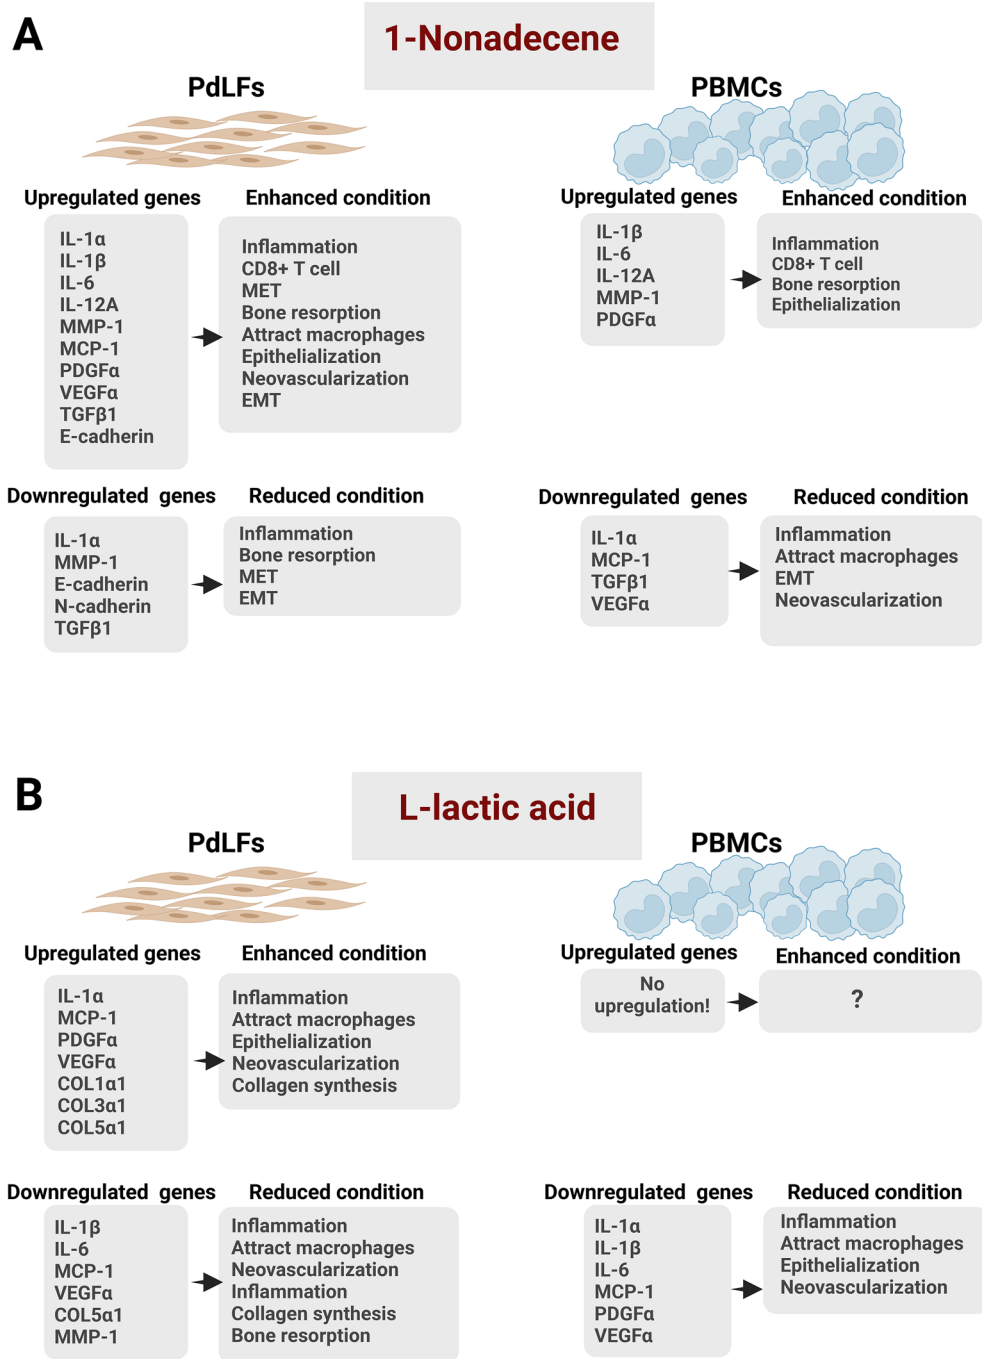 A
1-Nonadecene
PdLFs
PBMCs
Upregulated genes
Enhanced condition
IL-1α
IL-1β
IL-6
IL-12A
MMP-1
MCP-1
PDGFα
VEGFα
TGFβ1
E-cadherin
Inflammation
CD8+ T cell
MET
Bone resorption
Attract macrophages
Epithelialization
Neovascularization
EMT
Upregulated genes
Enhanced condition
IL-1β
IL-6
IL-12A
MMP-1
PDGFα
Inflammation
CD8+ T cell
Bone resorption
Epithelialization
Downregulated genes
Reduced condition
IL-1α
MMP-1
E-cadherin
N-cadherin
TGFβ1
Inflammation
Bone resorption
MET
EMT
Downregulated genes
Reduced condition
IL-1α
MCP-1
TGFβ1
VEGFα
Inflammation
Attract macrophages
EMT
Neovascularization
B
L-lactic acid
PdLFs
PBMCs
Upregulated genes
Enhanced condition
IL-1α
MCP-1
PDGFα
VEGFα
COL1α1
COL3α1
COL5α1
Inflammation
Attract macrophages
Epithelialization
Neovascularization
Collagen synthesis
Upregulated genes
Enhanced condition
No
upregulation!
?
Downregulated genes
Reduced condition
IL-1β
IL-6
MCP-1
VEGFα
COL5α1
MMP-1
Inflammation
Attract macrophages
Neovascularization
Inflammation
Collagen synthesis
Bone resorption
Downregulated genes
Reduced condition
IL-1α
IL-1β
IL-6
MCP-1
PDGFα
VEGFα
Inflammation
Attract macrophages
Epithelialization
Neovascularization